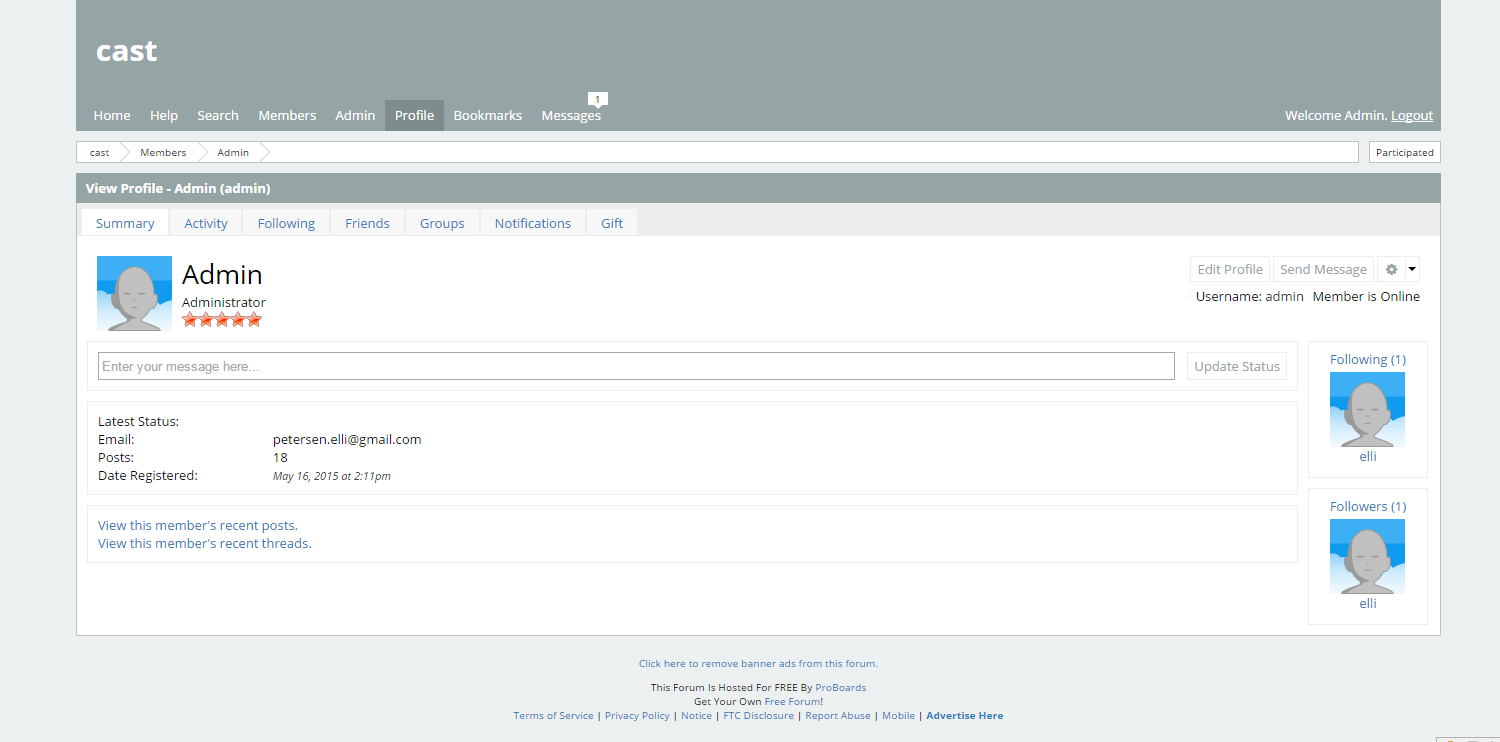 cast
1
Home Help Search Members Admin Profile Bookmarks Messages Welcome Admin. Logout
cast Members Admin Participated
View Profile - Admin (admin)
Summary Activity Following Friends Groups Notifications Gift
Admin
Administrator
Edit Profile Send Message
Username: admin Member is Online
Enter your message here... Update Status
Latest Status:
Email: petersen.elli@gmail.com
Posts: 18
Date Registered: May 16, 2015 at 2:11pm
View this member's recent posts.
View this member's recent threads.
Following (1)
elli
Followers (1)
elli
Click here to remove banner ads from this forum.
This Forum Is Hosted For FREE By ProBoards
Get Your Own Free Forum!
Terms of Service | Privacy Policy | Notice | FTC Disclosure | Report Abuse | Mobile | Advertise Here